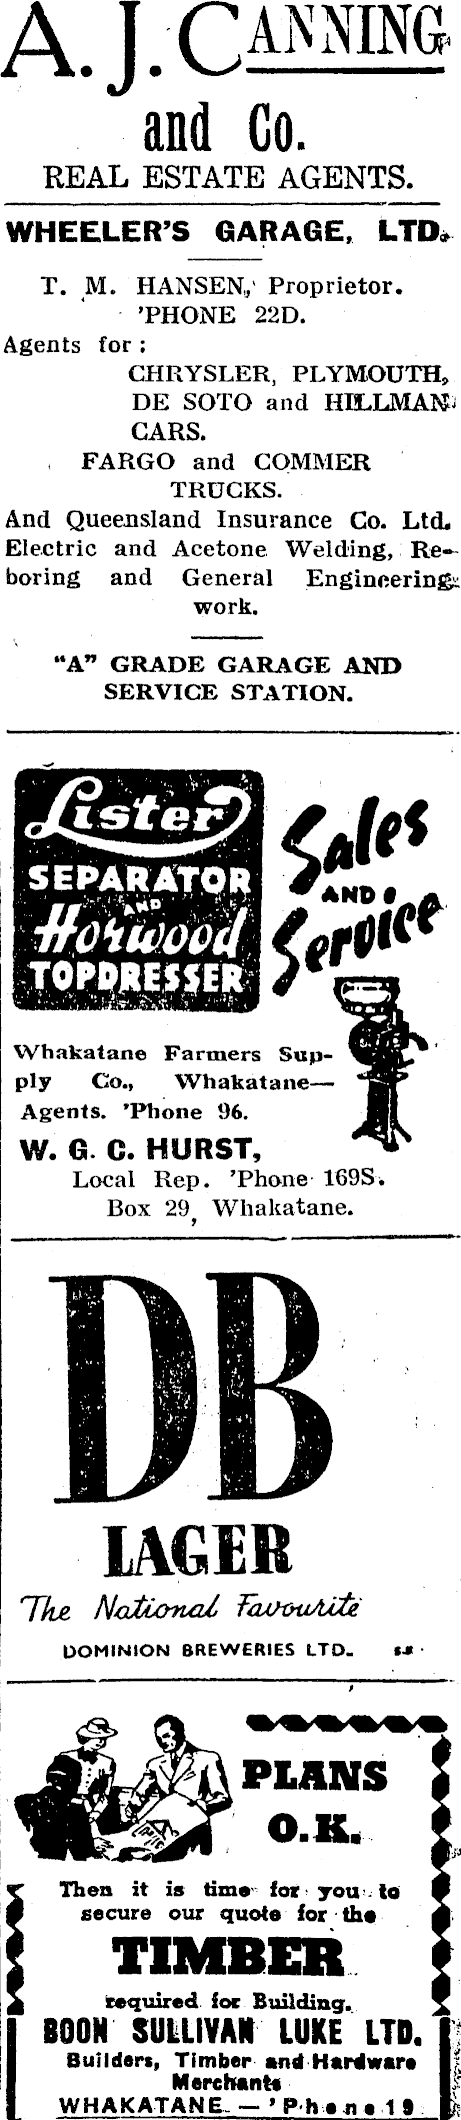 A. J. CANNING
and Co.
REAL ESTATE AGENTS.
WHEELER'S GARAGE, LTD.
T. M. HANSEN, Proprietor.
'PHONE 22D.
Agents for :
CHRYSLER, PLYMOUTH,
DE SOTO and HILLMAN
CARS.
FARGO and COMMER
TRUCKS.
And Queensland Insurance Co. Ltd.
Electric and Acetone Welding, Re-
boring and General Engineering
work.
"A" GRADE GARAGE AND
SERVICE STATION.
Lister
SEPARATOR
AND
Horwood
TOPDRESSER
Sales
AND
Service
Whakatane Farmers Sup-
ply Co., Whakatane—
Agents. 'Phone 96.
W. G. C. HURST,
Local Rep. 'Phone 169S.
Box 29, Whakatane.
DB
LAGER
The National Favourite
DOMINION BREWERIES LTD.
PLANS
O.K.
Then it is time for you to
secure our quote for the
TIMBER
required for Building.
BOON SULLIVAN LUKE LTD.
Builders, Timber and Hardware
Merchants
WHAKATANE. — 'Phone 19